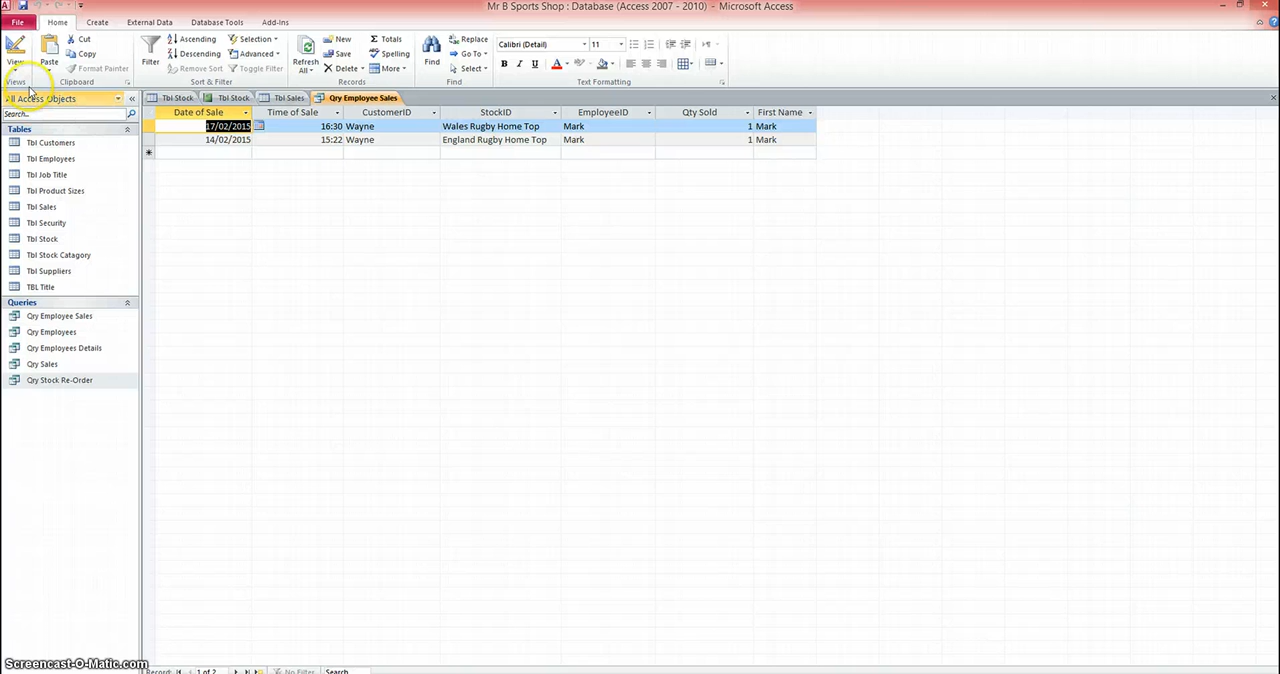 Mr B Sports Shop : Database (Access 2007 - 2010) - Microsoft Access
File Home Create External Data Database Tools Add-Ins
View Paste Cut Copy Format Painter
Filter Ascending Descending Remove Sort Selection Advanced Toggle Filter
Refresh All New Save Delete Totals Spelling More
Find Replace Go To Select
Calibri (Detail) 11
B I U A
Views Clipboard Sort & Filter Records Find Text Formatting
All Access Objects
Search...
Tables
Tbl Customers
Tbl Employees
Tbl Job Title
Tbl Product Sizes
Tbl Sales
Tbl Security
Tbl Stock
Tbl Stock Catagory
Tbl Suppliers
TBL Title
Queries
Qry Employee Sales
Qry Employees
Qry Employees Details
Qry Sales
Qry Stock Re-Order
Tbl Stock Tbl Stock Tbl Sales Qry Employee Sales
Date of Sale Time of Sale CustomerID StockID EmployeeID Qty Sold First Name
17/02/2015 16:30 Wayne Wales Rugby Home Top Mark 1 Mark
14/02/2015 15:22 Wayne England Rugby Home Top Mark 1 Mark
Record: 1 of 2 No Filter Search
Screencast-O-Matic.com